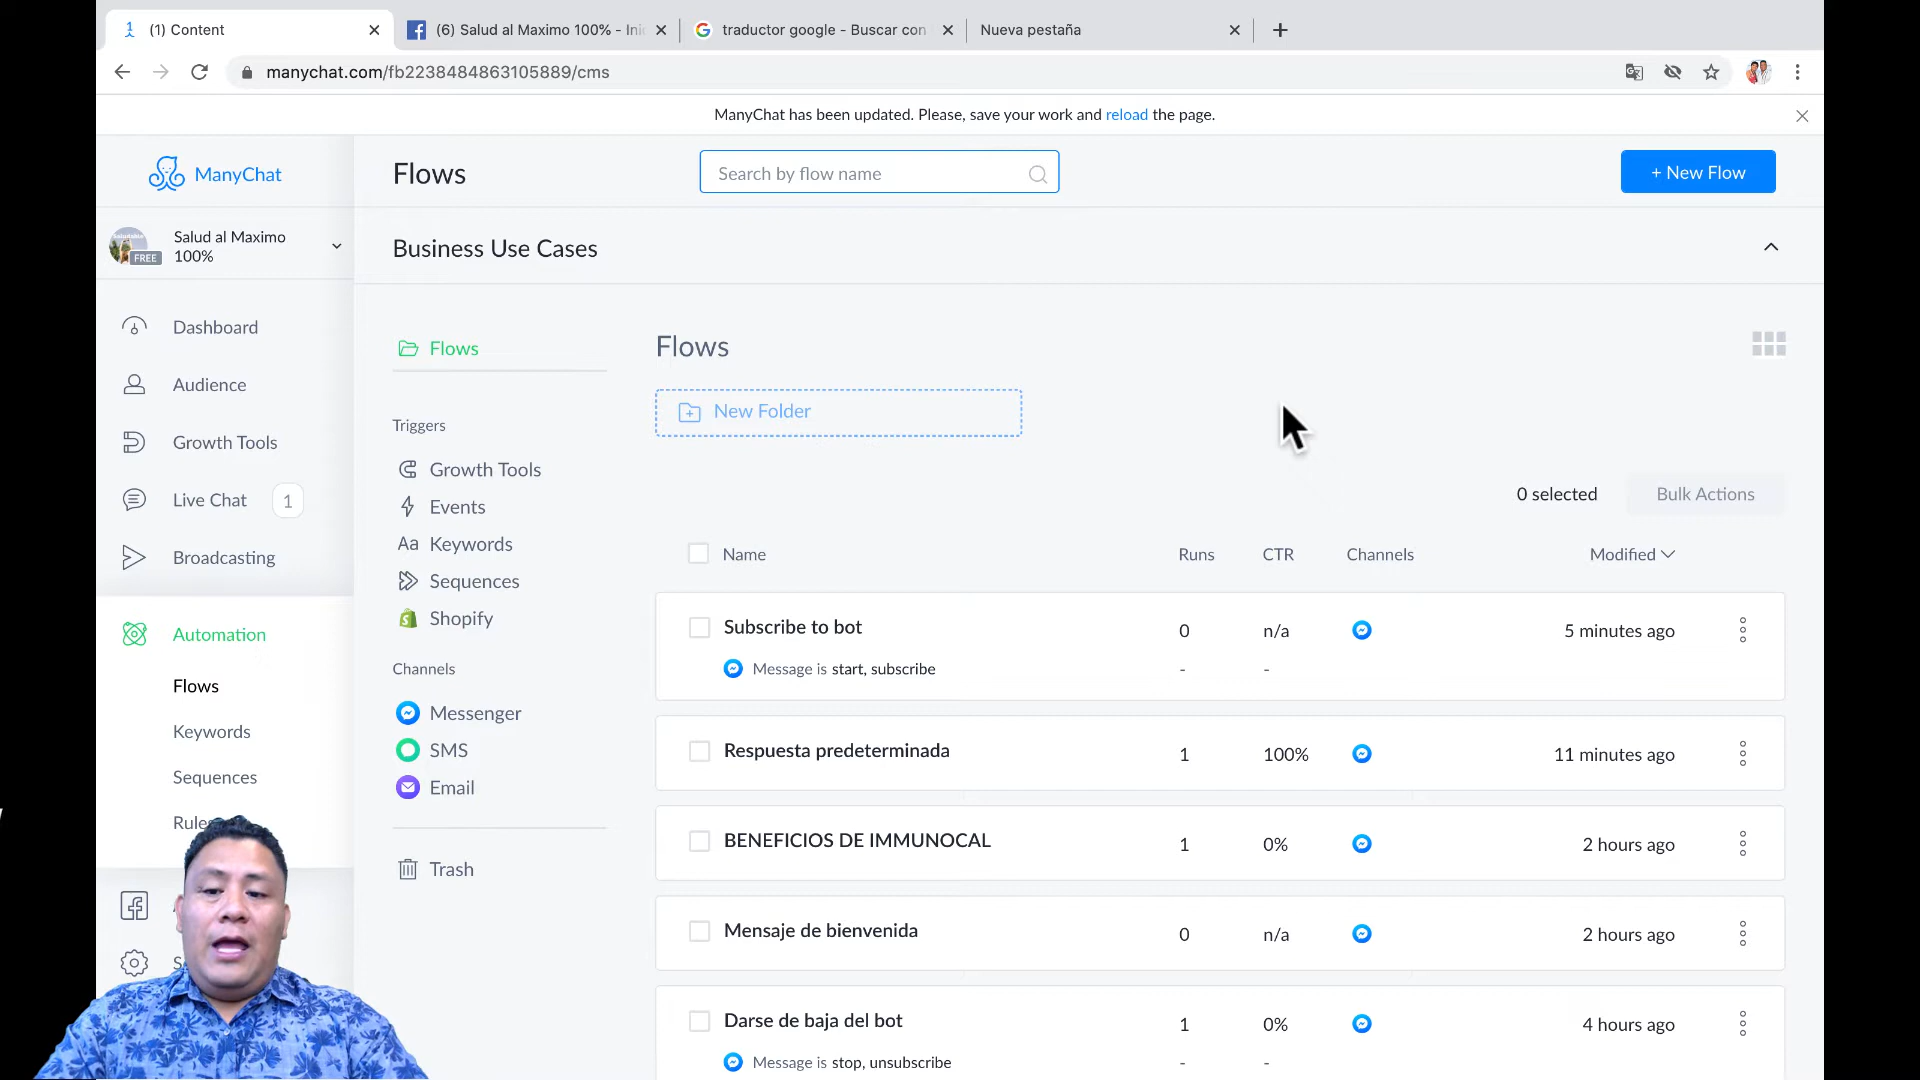 (1) Content
(6) Salud al Maximo 100% - Ini
traductor google - Buscar con
Nueva pestaña
manychat.com/fb2238484863105889/cms
ManyChat has been updated. Please, save your work and reload the page.
ManyChat
Flows
Search by flow name
+ New Flow
Salud al Maximo
100%
FREE
Business Use Cases
Dashboard
Audience
Growth Tools
Live Chat
1
Broadcasting
Automation
Flows
Keywords
Sequences
Rules
Flows
Triggers
Growth Tools
Events
Aa Keywords
Sequences
Shopify
Channels
Messenger
SMS
Email
Trash
Flows
New Folder
0 selected
Bulk Actions
Name Runs CTR Channels Modified
Subscribe to bot 0 n/a 5 minutes ago
Message is start, subscribe - -
Respuesta predeterminada 1 100% 11 minutes ago
BENEFICIOS DE IMMUNOCAL 1 0% 2 hours ago
Mensaje de bienvenida 0 n/a 2 hours ago
Darse de baja del bot 1 0% 4 hours ago
Message is stop, unsubscribe - -